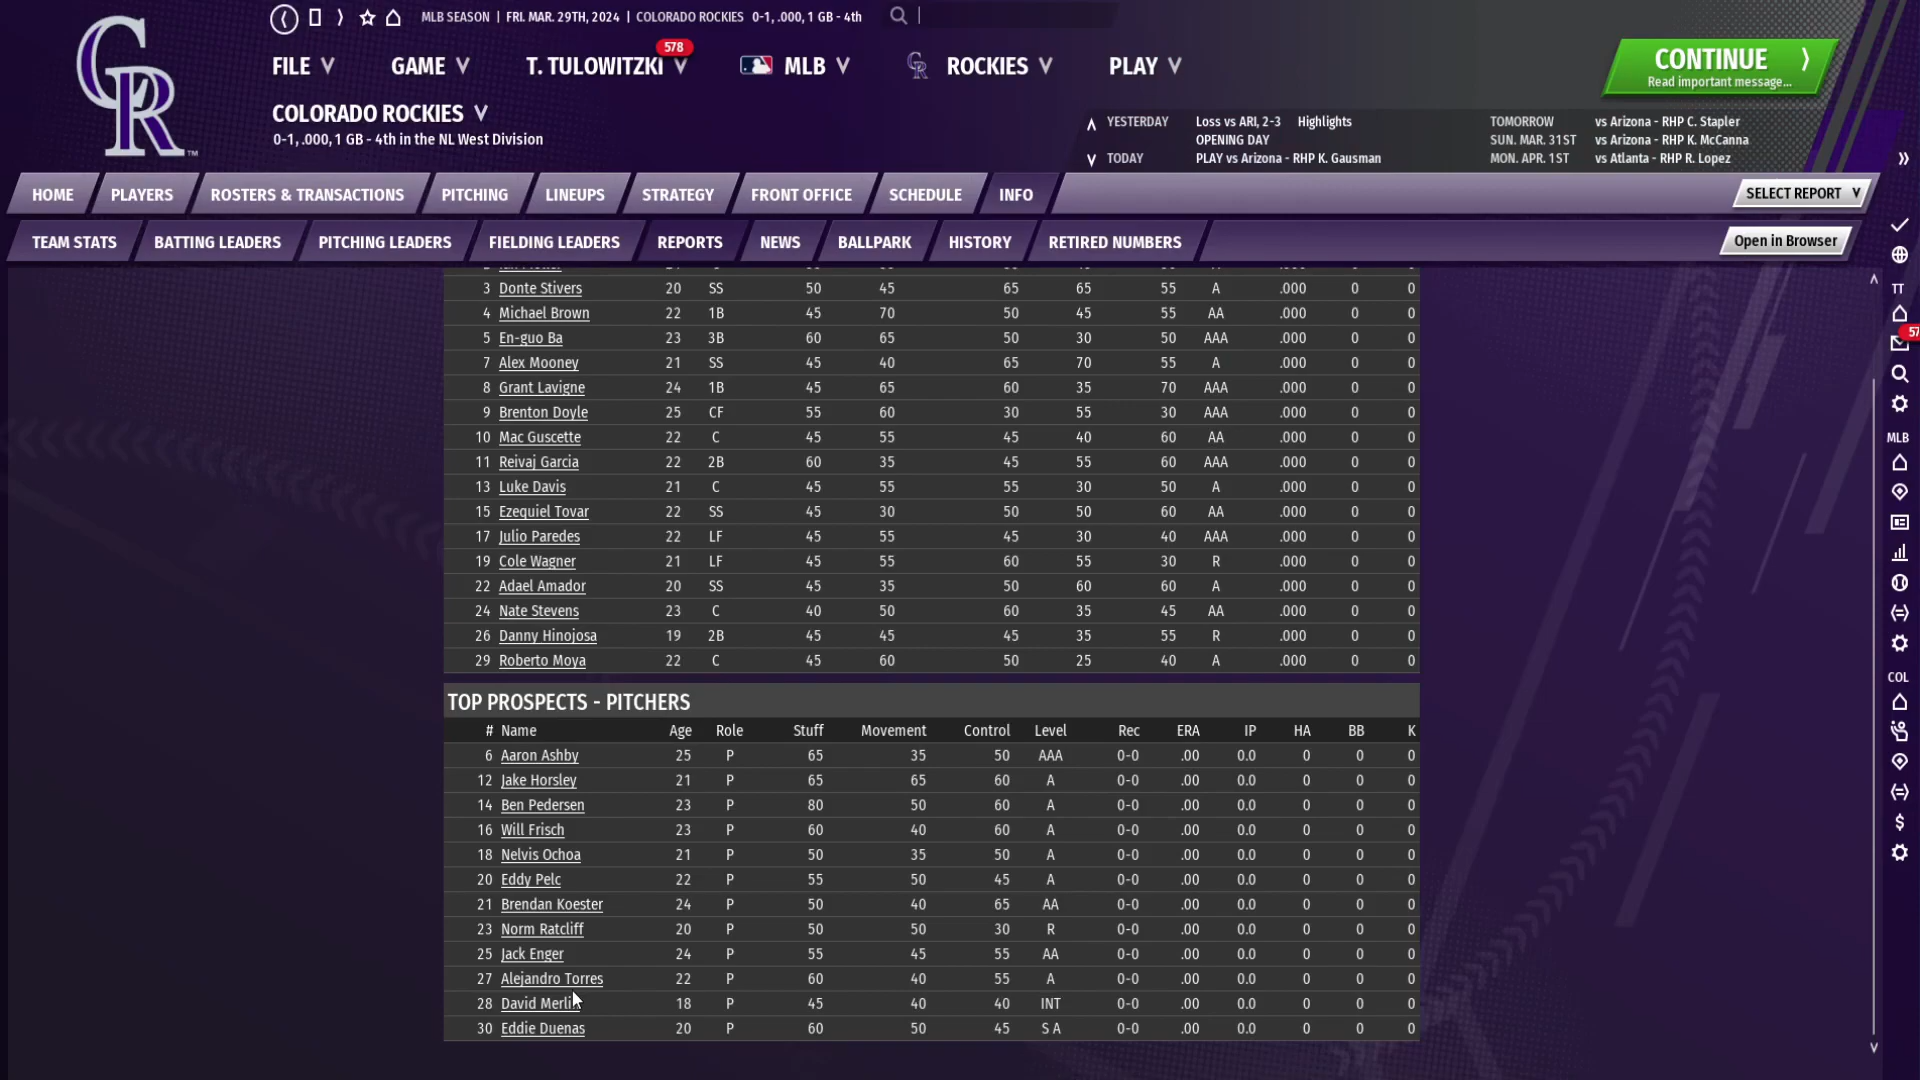 MLB SEASON | FRI. MAR. 29TH, 2024 | COLORADO ROCKIES 0-1, .000, 1 GB - 4th
FILE GAME T. TULOWITZKI 578 MLB ROCKIES PLAY
CONTINUE
Read important message...
COLORADO ROCKIES
0-1, .000, 1 GB - 4th in the NL West Division
YESTERDAY Loss vs ARI, 2-3 Highlights TOMORROW vs Arizona - RHP C. Stapler
OPENING DAY SUN. MAR. 31ST vs Arizona - RHP K. McCanna
TODAY PLAY vs Arizona - RHP K. Gausman MON. APR. 1ST vs Atlanta - RHP R. Lopez
CR
HOME PLAYERS ROSTERS & TRANSACTIONS PITCHING LINEUPS STRATEGY FRONT OFFICE SCHEDULE INFO SELECT REPORT
TEAM STATS BATTING LEADERS PITCHING LEADERS FIELDING LEADERS REPORTS NEWS BALLPARK HISTORY RETIRED NUMBERS Open in Browser
3 Donte Stivers 20 SS 50 45 65 65 55 A .000 0 0
4 Michael Brown 22 1B 45 70 50 45 55 AA .000 0 0
5 En-guo Ba 23 3B 60 65 50 30 50 AAA .000 0 0
7 Alex Mooney 21 SS 45 40 65 70 55 A .000 0 0
8 Grant Lavigne 24 1B 45 65 60 35 70 AAA .000 0 0
9 Brenton Doyle 25 CF 55 60 30 55 30 AAA .000 0 0
10 Mac Guscette 22 C 45 55 45 40 60 AA .000 0 0
11 Reivaj Garcia 22 2B 60 35 45 55 60 AAA .000 0 0
13 Luke Davis 21 C 45 55 55 30 50 A .000 0 0
15 Ezequiel Tovar 22 SS 45 30 50 50 60 AA .000 0 0
17 Julio Paredes 22 LF 45 55 45 30 40 AAA .000 0 0
19 Cole Wagner 21 LF 45 55 60 55 30 R .000 0 0
22 Adael Amador 20 SS 45 35 50 60 60 A .000 0 0
24 Nate Stevens 23 C 40 50 60 35 45 AA .000 0 0
26 Danny Hinojosa 19 2B 45 45 45 35 55 R .000 0 0
29 Roberto Moya 22 C 45 60 50 25 40 A .000 0 0
TOP PROSPECTS - PITCHERS
# Name Age Role Stuff Movement Control Level Rec ERA IP HA BB K
6 Aaron Ashby 25 P 65 35 50 AAA 0-0 .00 0.0 0 0 0
12 Jake Horsley 21 P 65 65 60 A 0-0 .00 0.0 0 0 0
14 Ben Pedersen 23 P 80 50 60 A 0-0 .00 0.0 0 0 0
16 Will Frisch 23 P 60 40 60 A 0-0 .00 0.0 0 0 0
18 Nelvis Ochoa 21 P 50 35 50 A 0-0 .00 0.0 0 0 0
20 Eddy Pelc 22 P 55 50 45 A 0-0 .00 0.0 0 0 0
21 Brendan Koester 24 P 50 40 65 AA 0-0 .00 0.0 0 0 0
23 Norm Ratcliff 20 P 50 50 30 R 0-0 .00 0.0 0 0 0
25 Jack Enger 24 P 55 45 55 AA 0-0 .00 0.0 0 0 0
27 Alejandro Torres 22 P 60 40 55 A 0-0 .00 0.0 0 0 0
28 David 18 P 45 40 40 INT 0-0 .00 0.0 0 0 0
30 Eddie Duenas 20 P 60 50 45 S A 0-0 .00 0.0 0 0 0
TT
57
MLB
COL